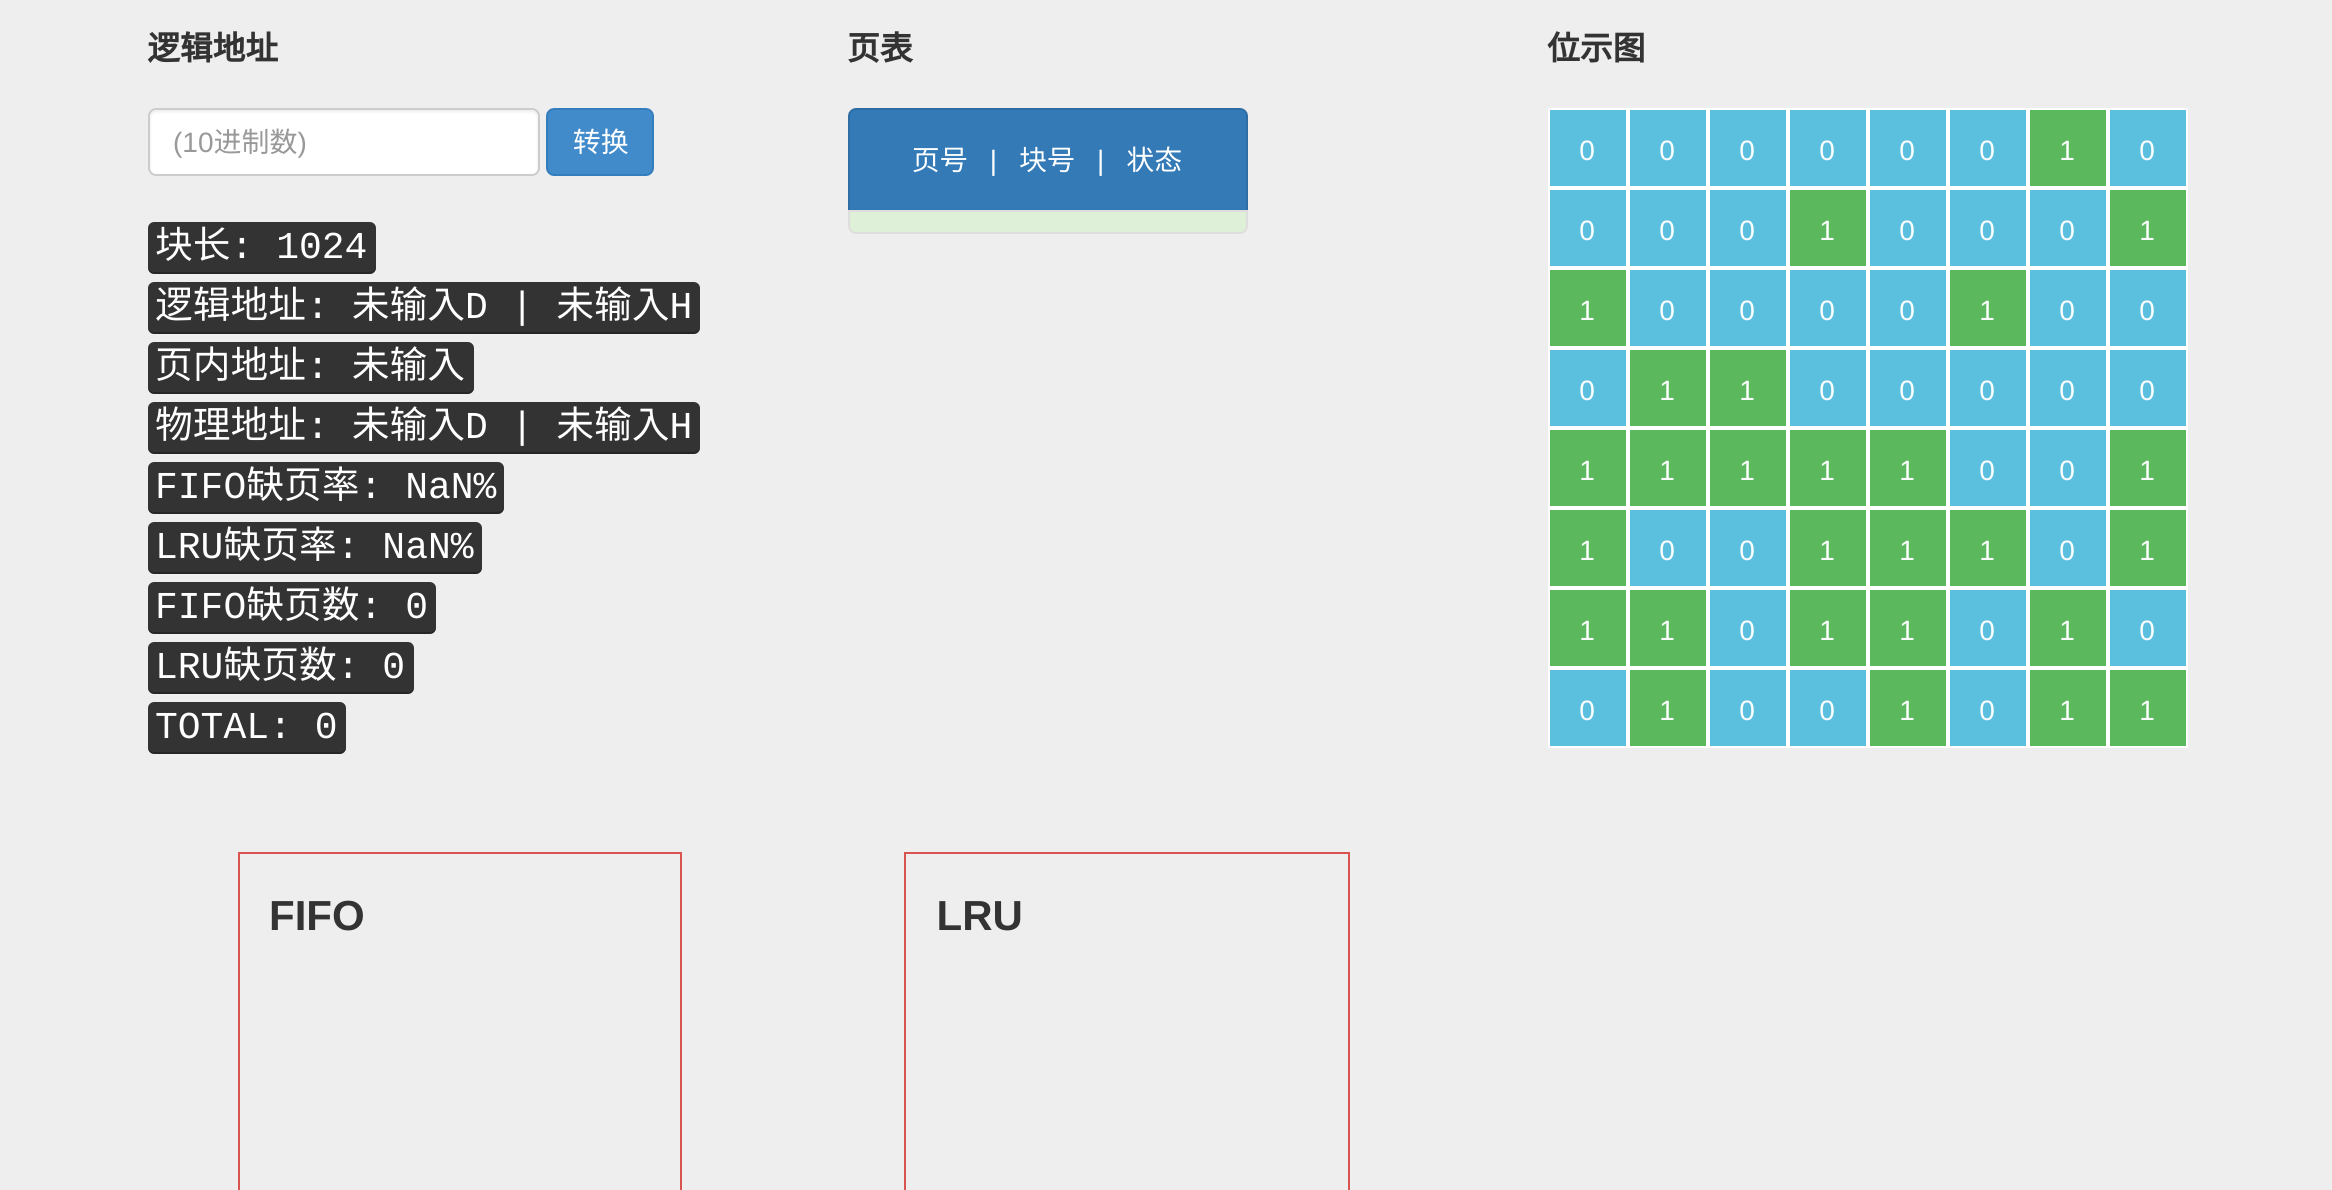 逻辑地址
(10进制数) 转换
块长: 1024
逻辑地址: 未输入D | 未输入H
页内地址: 未输入
物理地址: 未输入D | 未输入H
FIFO缺页率: NaN%
LRU缺页率: NaN%
FIFO缺页数: 0
LRU缺页数: 0
TOTAL: 0
页表
页号 | 块号 | 状态
位示图
0 0 0 0 0 0 1 0
0 0 0 1 0 0 0 1
1 0 0 0 0 1 0 0
0 1 1 0 0 0 0 0
1 1 1 1 1 0 0 1
1 0 0 1 1 1 0 1
1 1 0 1 1 0 1 0
0 1 0 0 1 0 1 1
FIFO
LRU